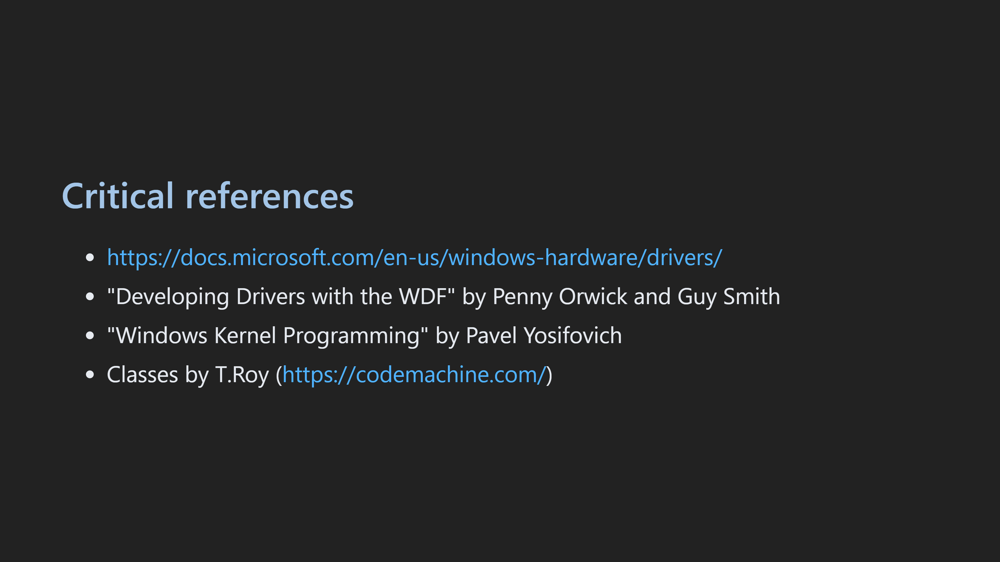 Critical references
• https://docs.microsoft.com/en-us/windows-hardware/drivers/
• "Developing Drivers with the WDF" by Penny Orwick and Guy Smith
• "Windows Kernel Programming" by Pavel Yosifovich
• Classes by T.Roy (https://codemachine.com/)